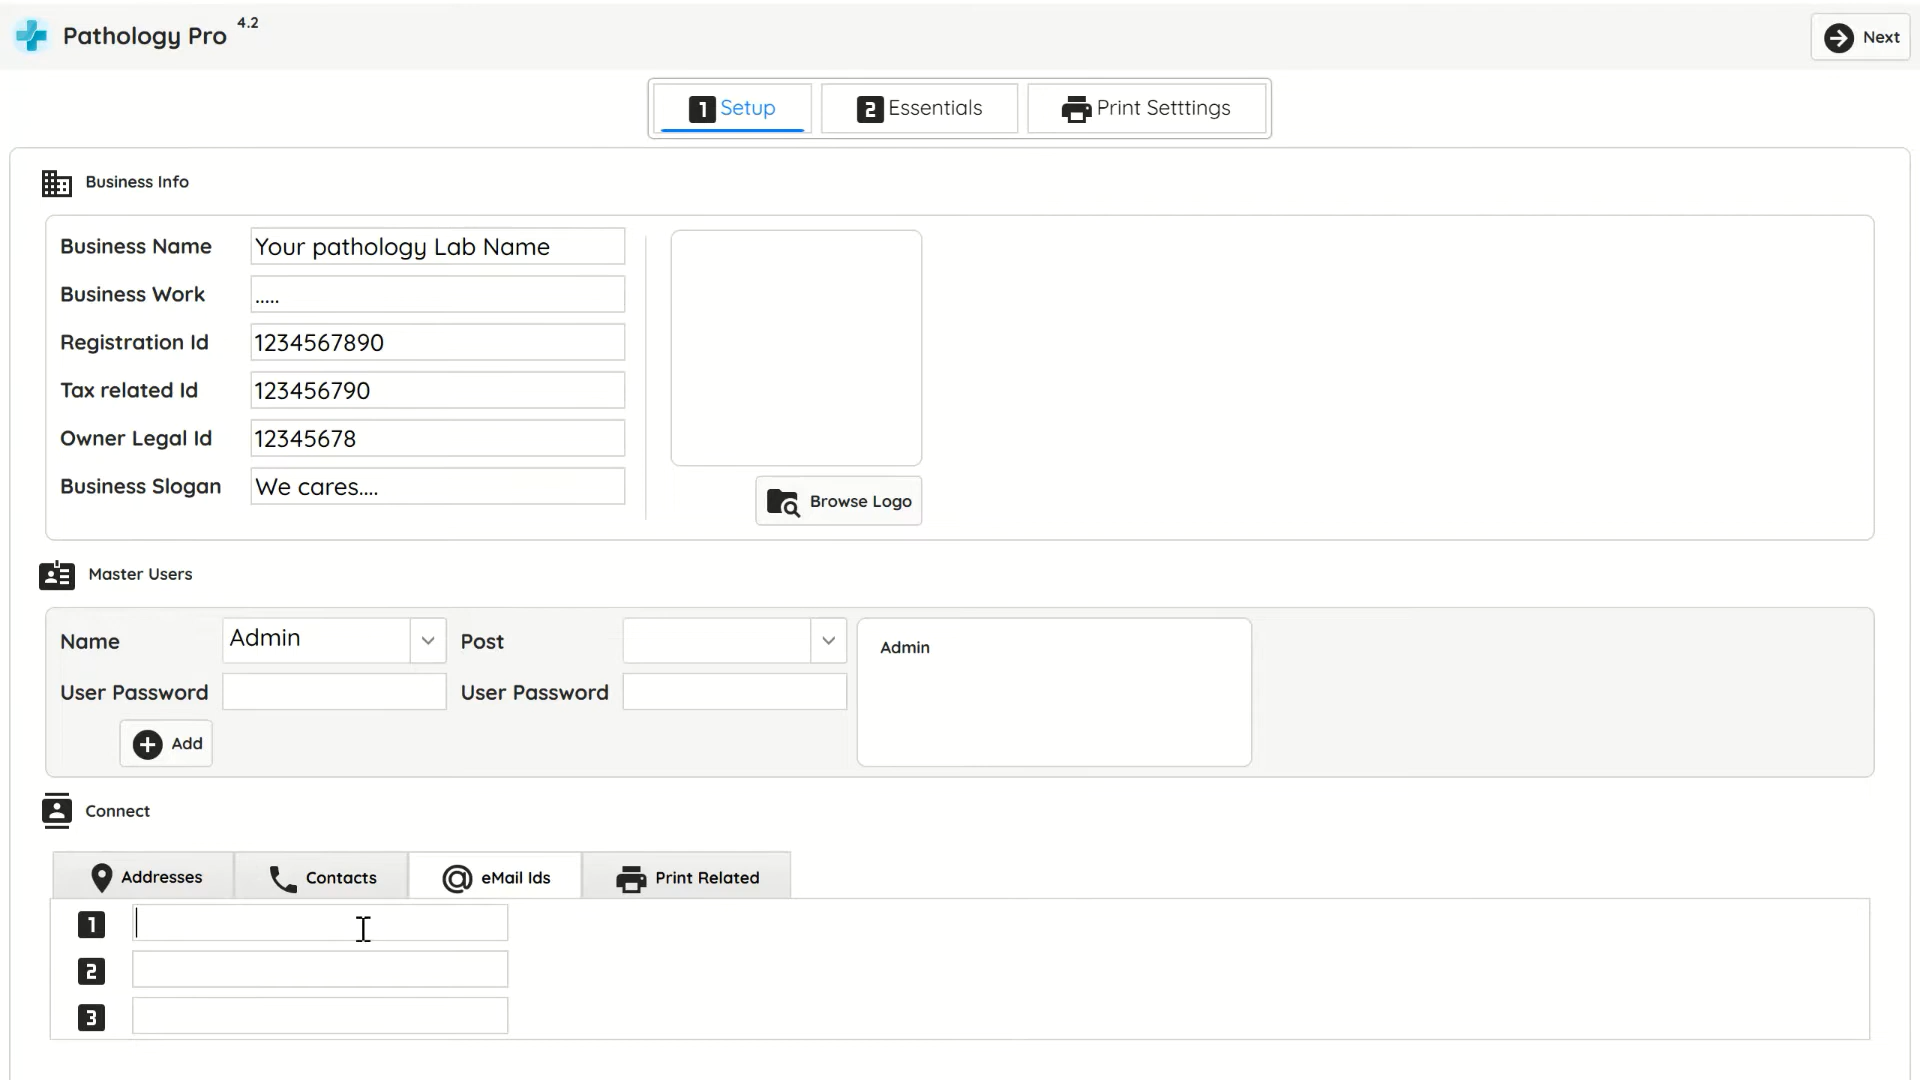 Pathology Pro 4.2
Next
1 Setup
2 Essentials
Print Setttings
Business Info
Business Name
Your pathology Lab Name
Business Work
.....
Registration Id
1234567890
Tax related Id
123456790
Owner Legal Id
12345678
Business Slogan
We cares....
Browse Logo
Master Users
Name
Admin
Post
Admin
User Password
User Password
Add
Connect
Addresses
Contacts
eMail Ids
Print Related
1
2
3